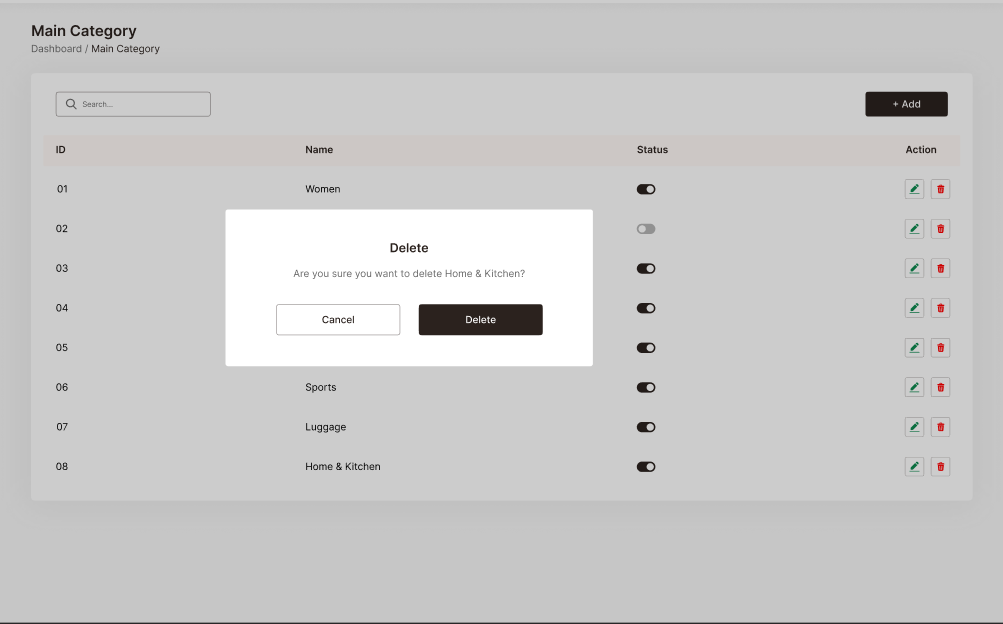 Main Category
Dashboard / Main Category
Search...
+ Add
ID Name Status Action
01 Women
02
03
04
05
06 Sports
07 Luggage
08 Home & Kitchen
Delete
Are you sure you want to delete Home & Kitchen?
Cancel Delete